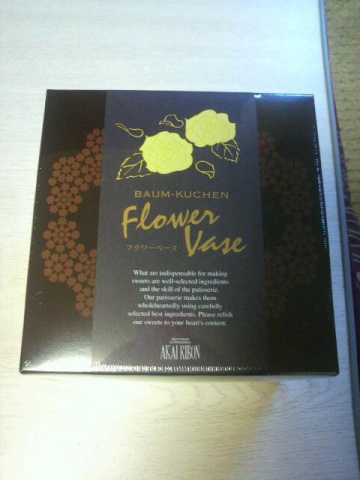 BAUM-KUCHEN
Flower
Vase
フラワーベース
What are indispensable for making
sweets are well-selected ingredients
and the skill of the patisserie.
Our patisserie makes them
wholeheartedly using carefully
selected best ingredients. Please relish
our sweets to your heart's content.
AKAI RIBON